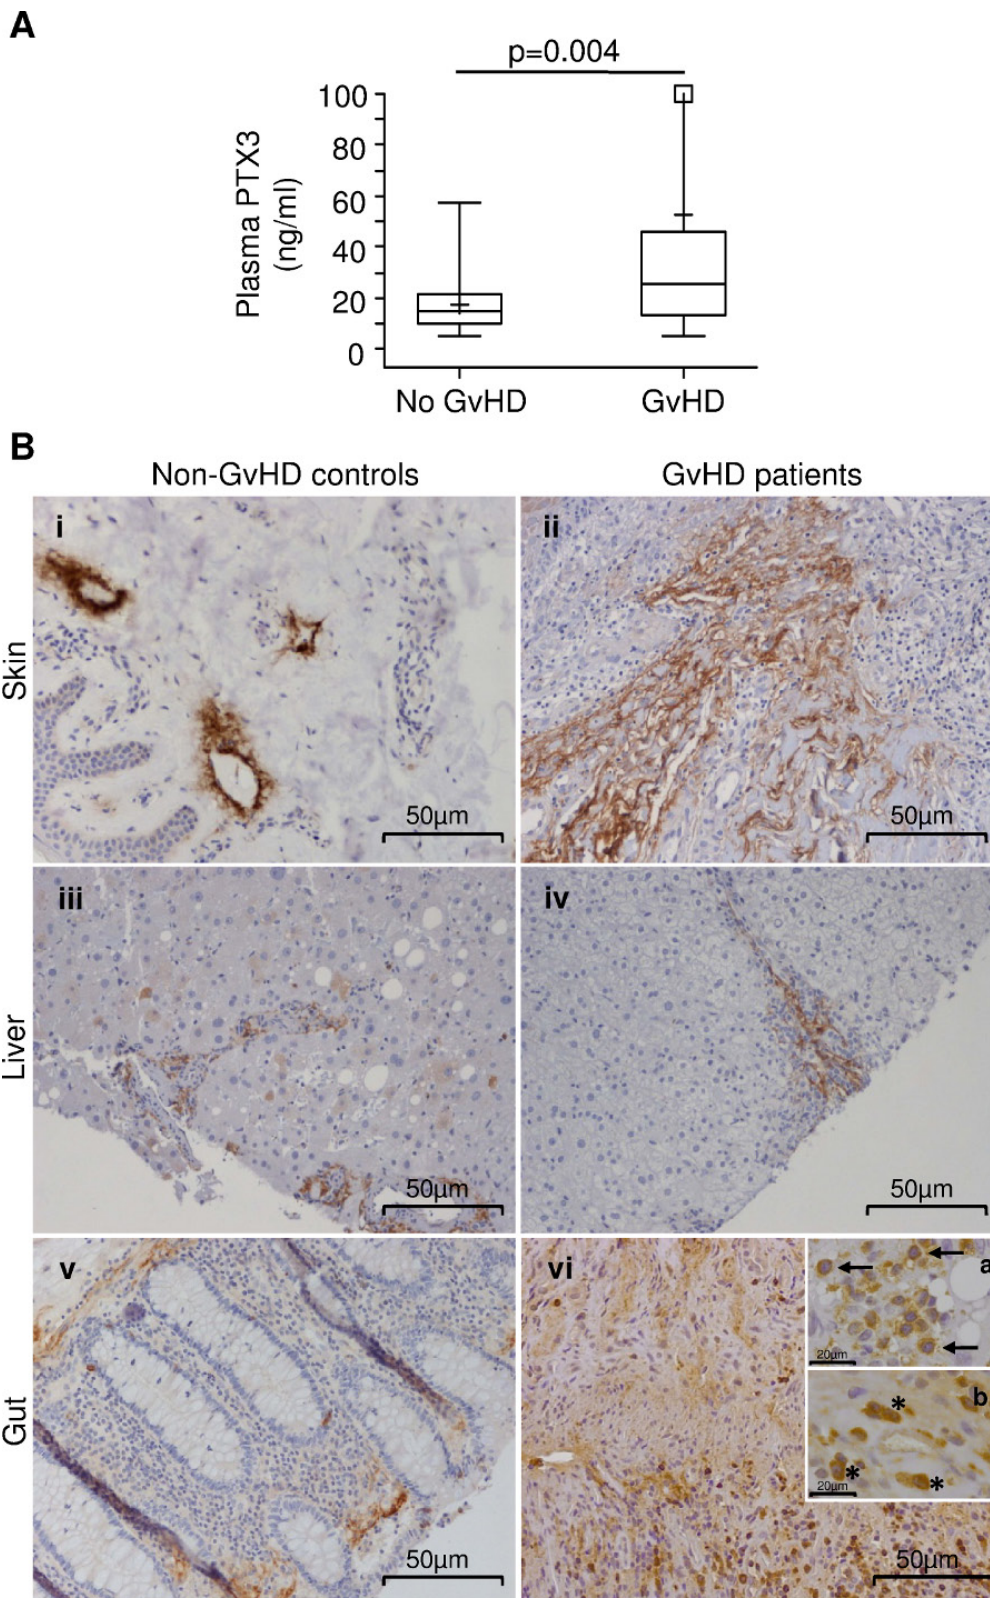 A
p=0.004
Plasma PTX3
(ng/ml)
100
80
60
40
20
0
No GvHD GvHD
B
Non-GvHD controls GvHD patients
Skin
i
50μm
ii
50μm
Liver
iii
50μm
iv
50μm
Gut
v
50μm
vi
a
20μm
b
* * *
20μm
50μm